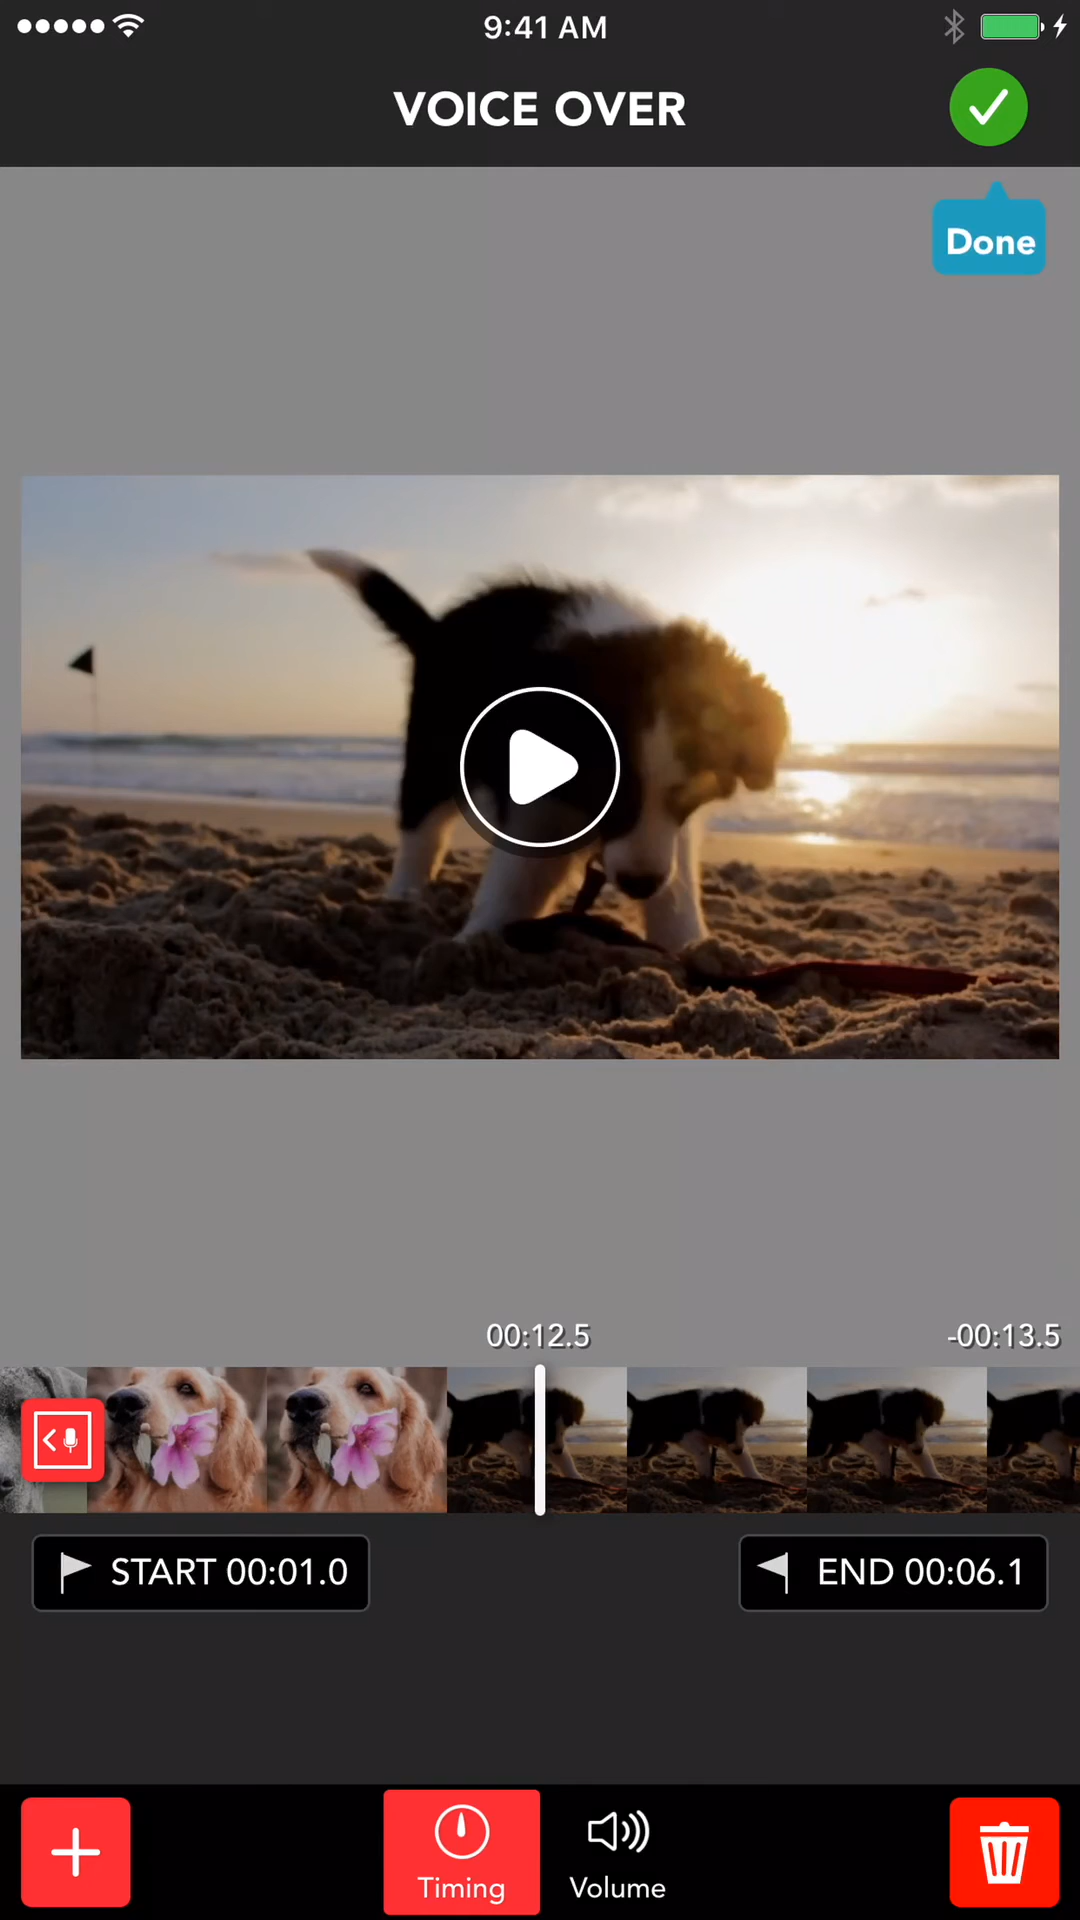 9:41 AM
VOICE OVER
Done
00:12.5
-00:13.5
START 00:01.0
END 00:06.1
Timing
Volume